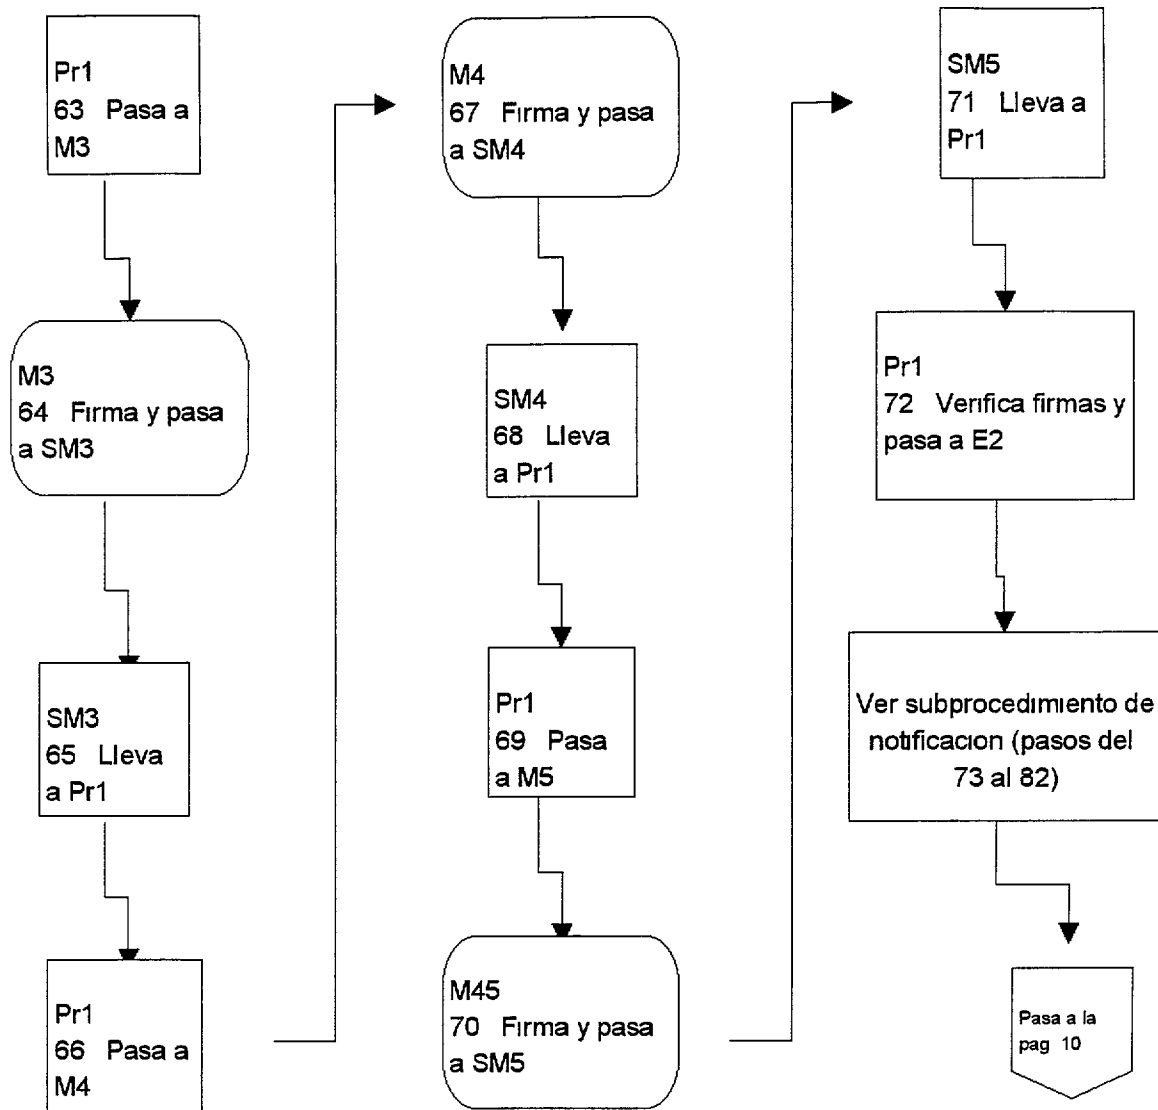 Pr1
63 Pasa a
M3
M3
64 Firma y pasa
a SM3
SM3
65 Lleva
a Pr1
Pr1
66 Pasa a
M4
M4
67 Firma y pasa
a SM4
SM4
68 Lleva
a Pr1
Pr1
69 Pasa
a M5
M45
70 Firma y pasa
a SM5
SM5
71 Lleva a
Pr1
Pr1
72 Verifica firmas y
pasa a E2
Ver subprocedimiento de
notificacion (pasos del
73 al 82)
Pasa a la
pag 10